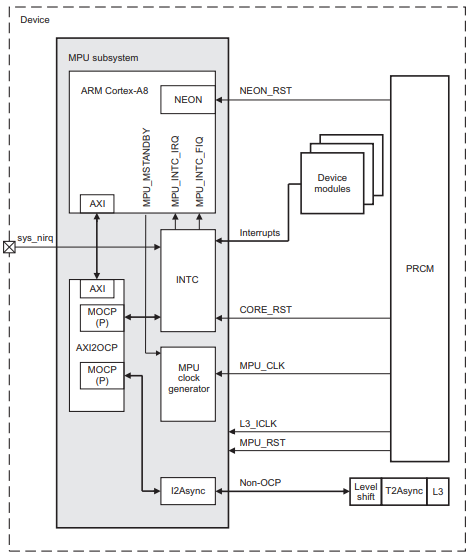 Device
MPU subsystem
ARM Cortex-A8
NEON
NEON_RST
MPU_MSTANDBY
MPU_INTC_IRQ
MPU_INTC_FIQ
Device
modules
AXI
sys_nirq
Interrupts
PRCM
AXI
INTC
MOCP
(P)
CORE_RST
AXI2OCP
MOCP
(P)
MPU
clock
generator
MPU_CLK
L3_ICLK
MPU_RST
I2Async
Non-OCP
Level
shift
T2Async
L3